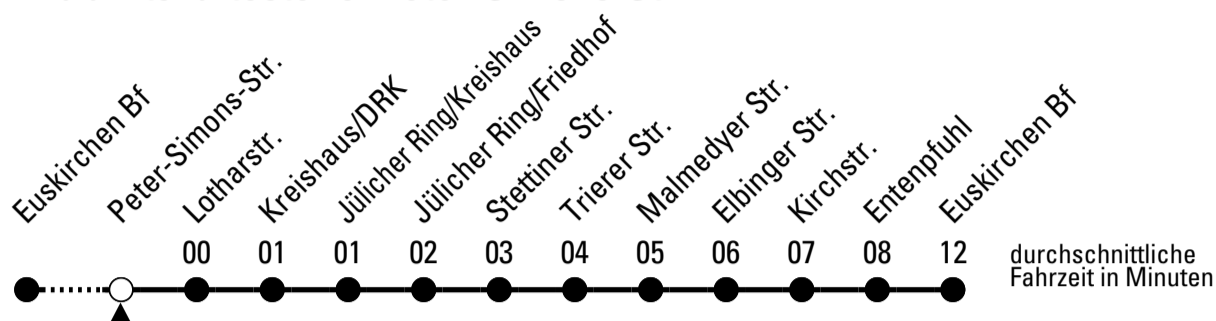 Euskirchen Bf
Peter-Simons-Str.
Lotharstr.
Kreishaus/DRK
Jülicher Ring/Kreishaus
Jülicher Ring/Friedhof
Stettiner Str.
Trierer Str.
Malmedyer Str.
Elbinger Str.
Kirchstr.
Entenpfuhl
Euskirchen Bf
00 01 01 02 03 04 05 06 07 08 12
durchschnittliche
Fahrzeit in Minuten